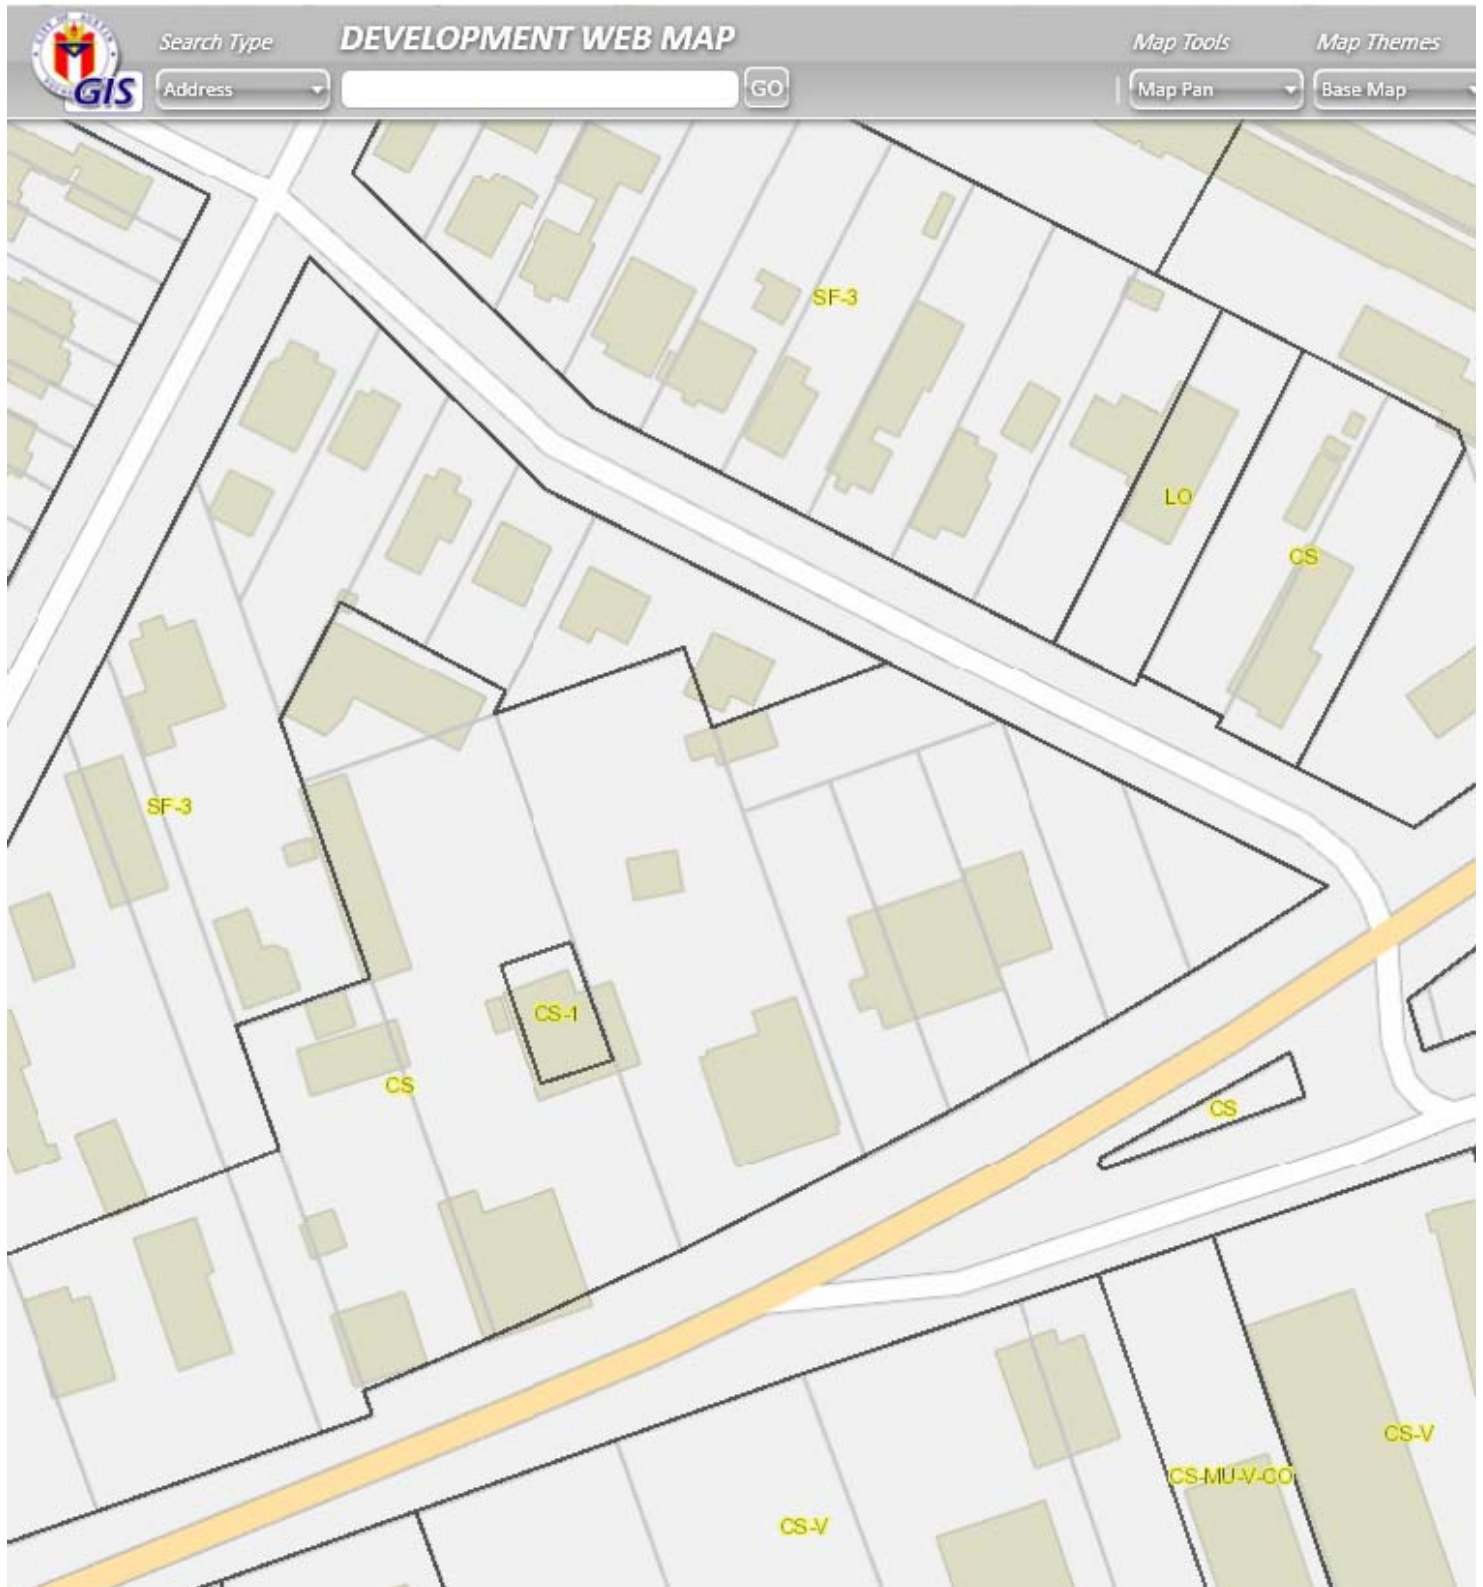 Search Type
DEVELOPMENT WEB MAP
Map Tools
Map Themes
GIS
Address
GO
Map Pan
Base Map
SF-3
LO
CS
SF-3
CS-1
CS
CS
CS-V
CS-MU-V-CO
CS-V